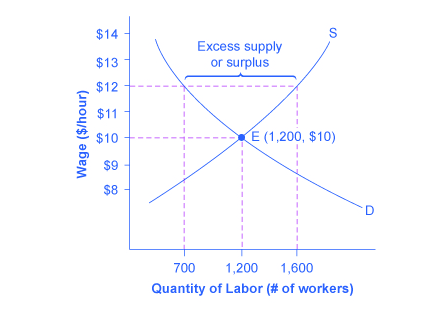 $14
S
Excess supply
or surplus
$13
$12
$11
$10
E (1,200, $10)
$9
$8
D
Wage ($/hour)
700
1,200
1,600
Quantity of Labor (# of workers)